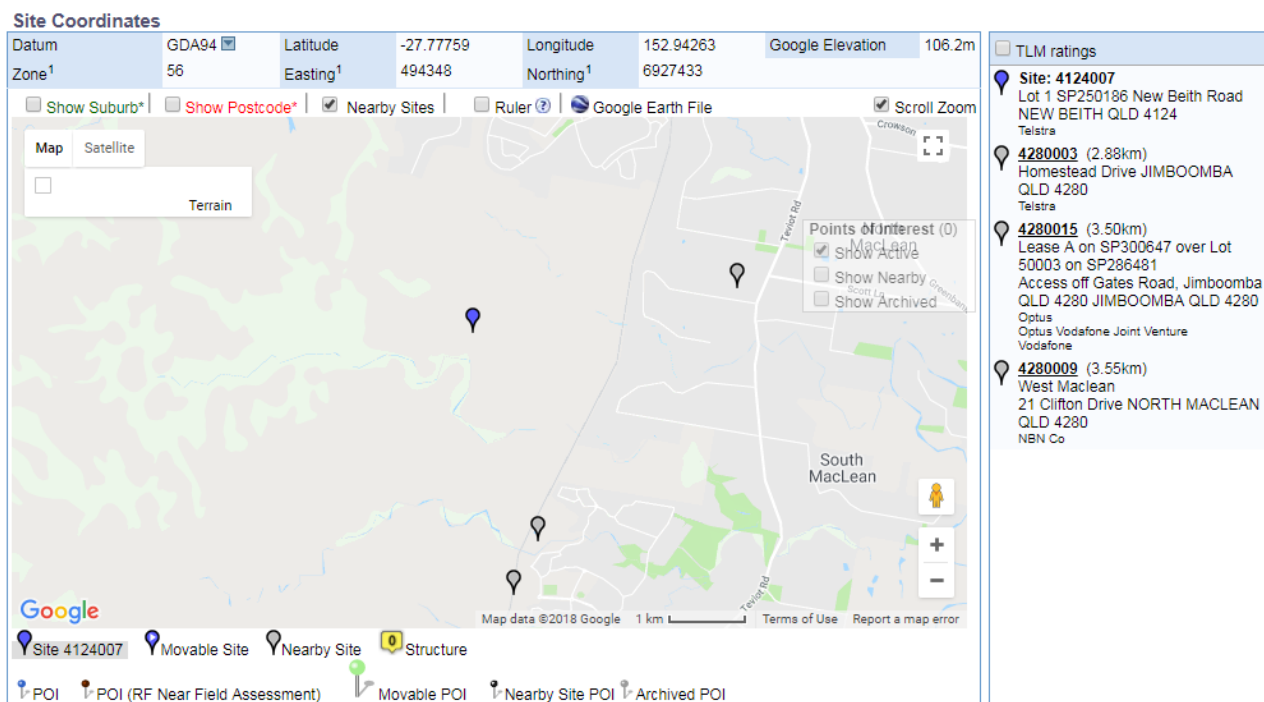 Site Coordinates
Datum GDA94 Latitude -27.77759 Longitude 152.94263 Google Elevation 106.2m
Zone1 56 Easting1 494348 Northing1 6927433
Show Suburb* Show Postcode* Nearby Sites Ruler ? Google Earth File Scroll Zoom
Map Satellite
Terrain
Crowson
Teviot Rd
Points of Interest (0)
North
MacLean
Show Active
Show Nearby
Scott Ln
Greenbank
Show Archived
South
MacLean
Teviot Rd
Google
Map data ©2018 Google 1 km Terms of Use Report a map error
Site 4124007 Movable Site Nearby Site 0 Structure
POI POI (RF Near Field Assessment) Movable POI Nearby Site POI Archived POI
TLM ratings
Site: 4124007
Lot 1 SP250186 New Beith Road
NEW BEITH QLD 4124
Telstra
4280003 (2.88km)
Homestead Drive JIMBOOMBA
QLD 4280
Telstra
4280015 (3.50km)
Lease A on SP300647 over Lot
50003 on SP286481
Access off Gates Road, Jimboomba
QLD 4280 JIMBOOMBA QLD 4280
Optus
Optus Vodafone Joint Venture
Vodafone
4280009 (3.55km)
West Maclean
21 Clifton Drive NORTH MACLEAN
QLD 4280
NBN Co